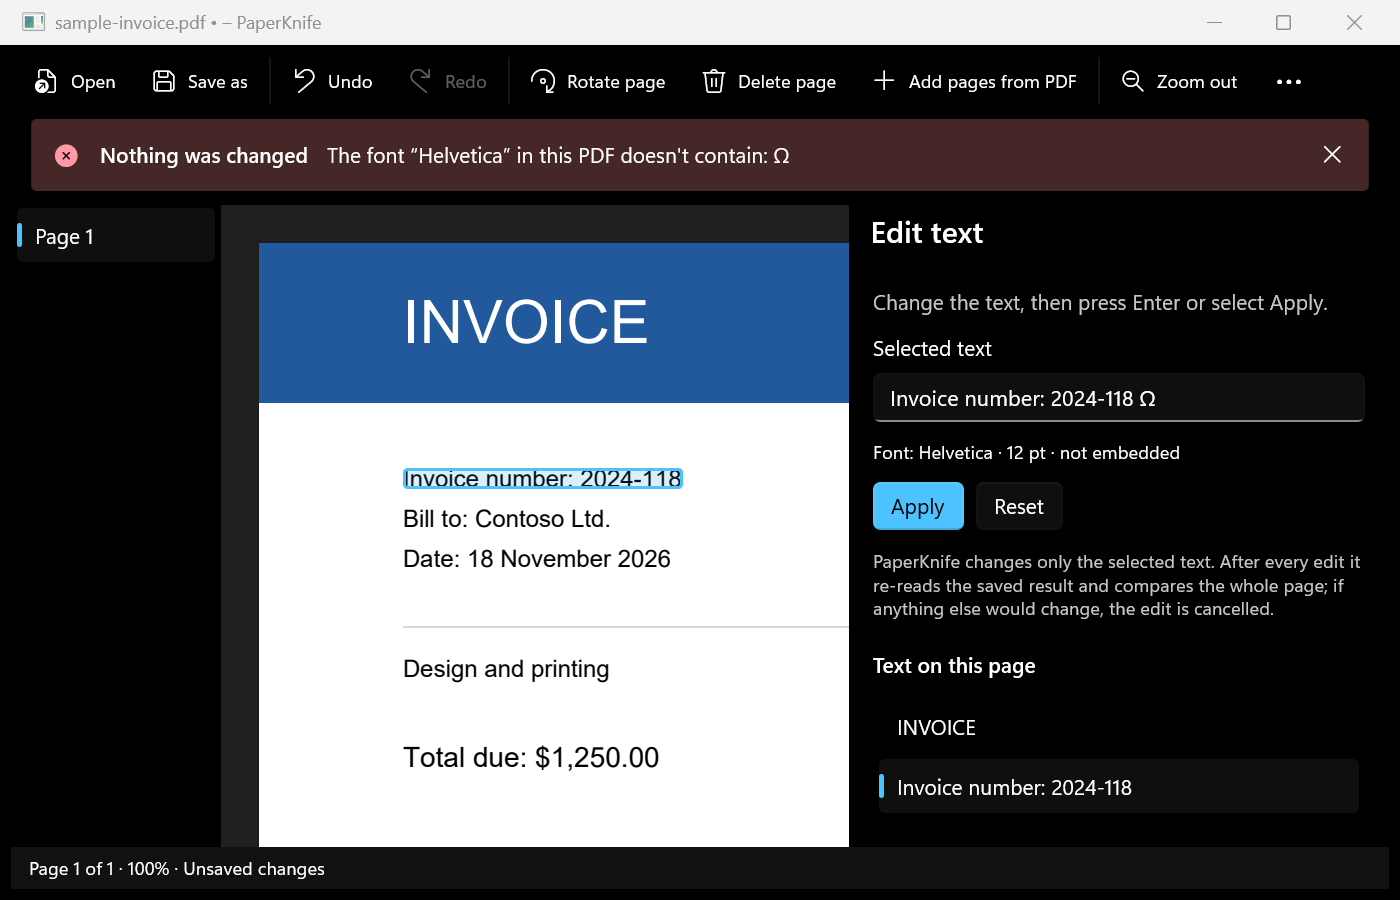 sample-invoice.pdf • – PaperKnife
Open
Save as
Undo
Redo
Rotate page
Delete page
Add pages from PDF
Zoom out
Nothing was changed The font “Helvetica” in this PDF doesn't contain: Ω
Page 1
INVOICE
Invoice number: 2024-118
Bill to: Contoso Ltd.
Date: 18 November 2026
Design and printing
Total due: $1,250.00
Edit text
Change the text, then press Enter or select Apply.
Selected text
Invoice number: 2024-118 Ω
Font: Helvetica · 12 pt · not embedded
Apply
Reset
PaperKnife changes only the selected text. After every edit it
re-reads the saved result and compares the whole page; if
anything else would change, the edit is cancelled.
Text on this page
INVOICE
Invoice number: 2024-118
Page 1 of 1 · 100% · Unsaved changes